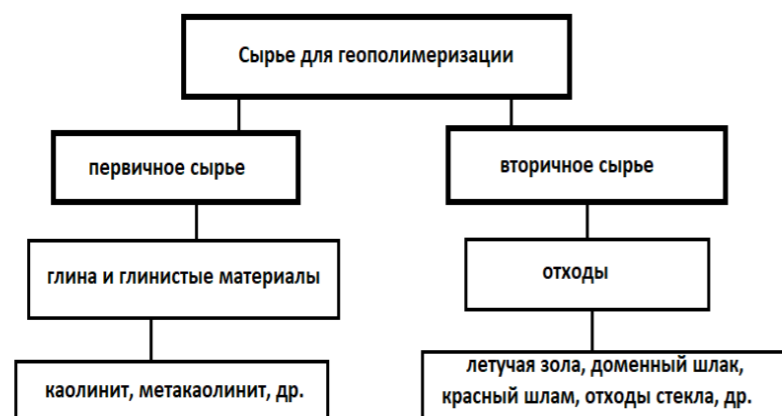 Сырье для геополимеризации
первичное сырье
вторичное сырье
глина и глинистые материалы
отходы
каолинит, метакаолинит, др.
летучая зола, доменный шлак,
красный шлам, отходы стекла, др.